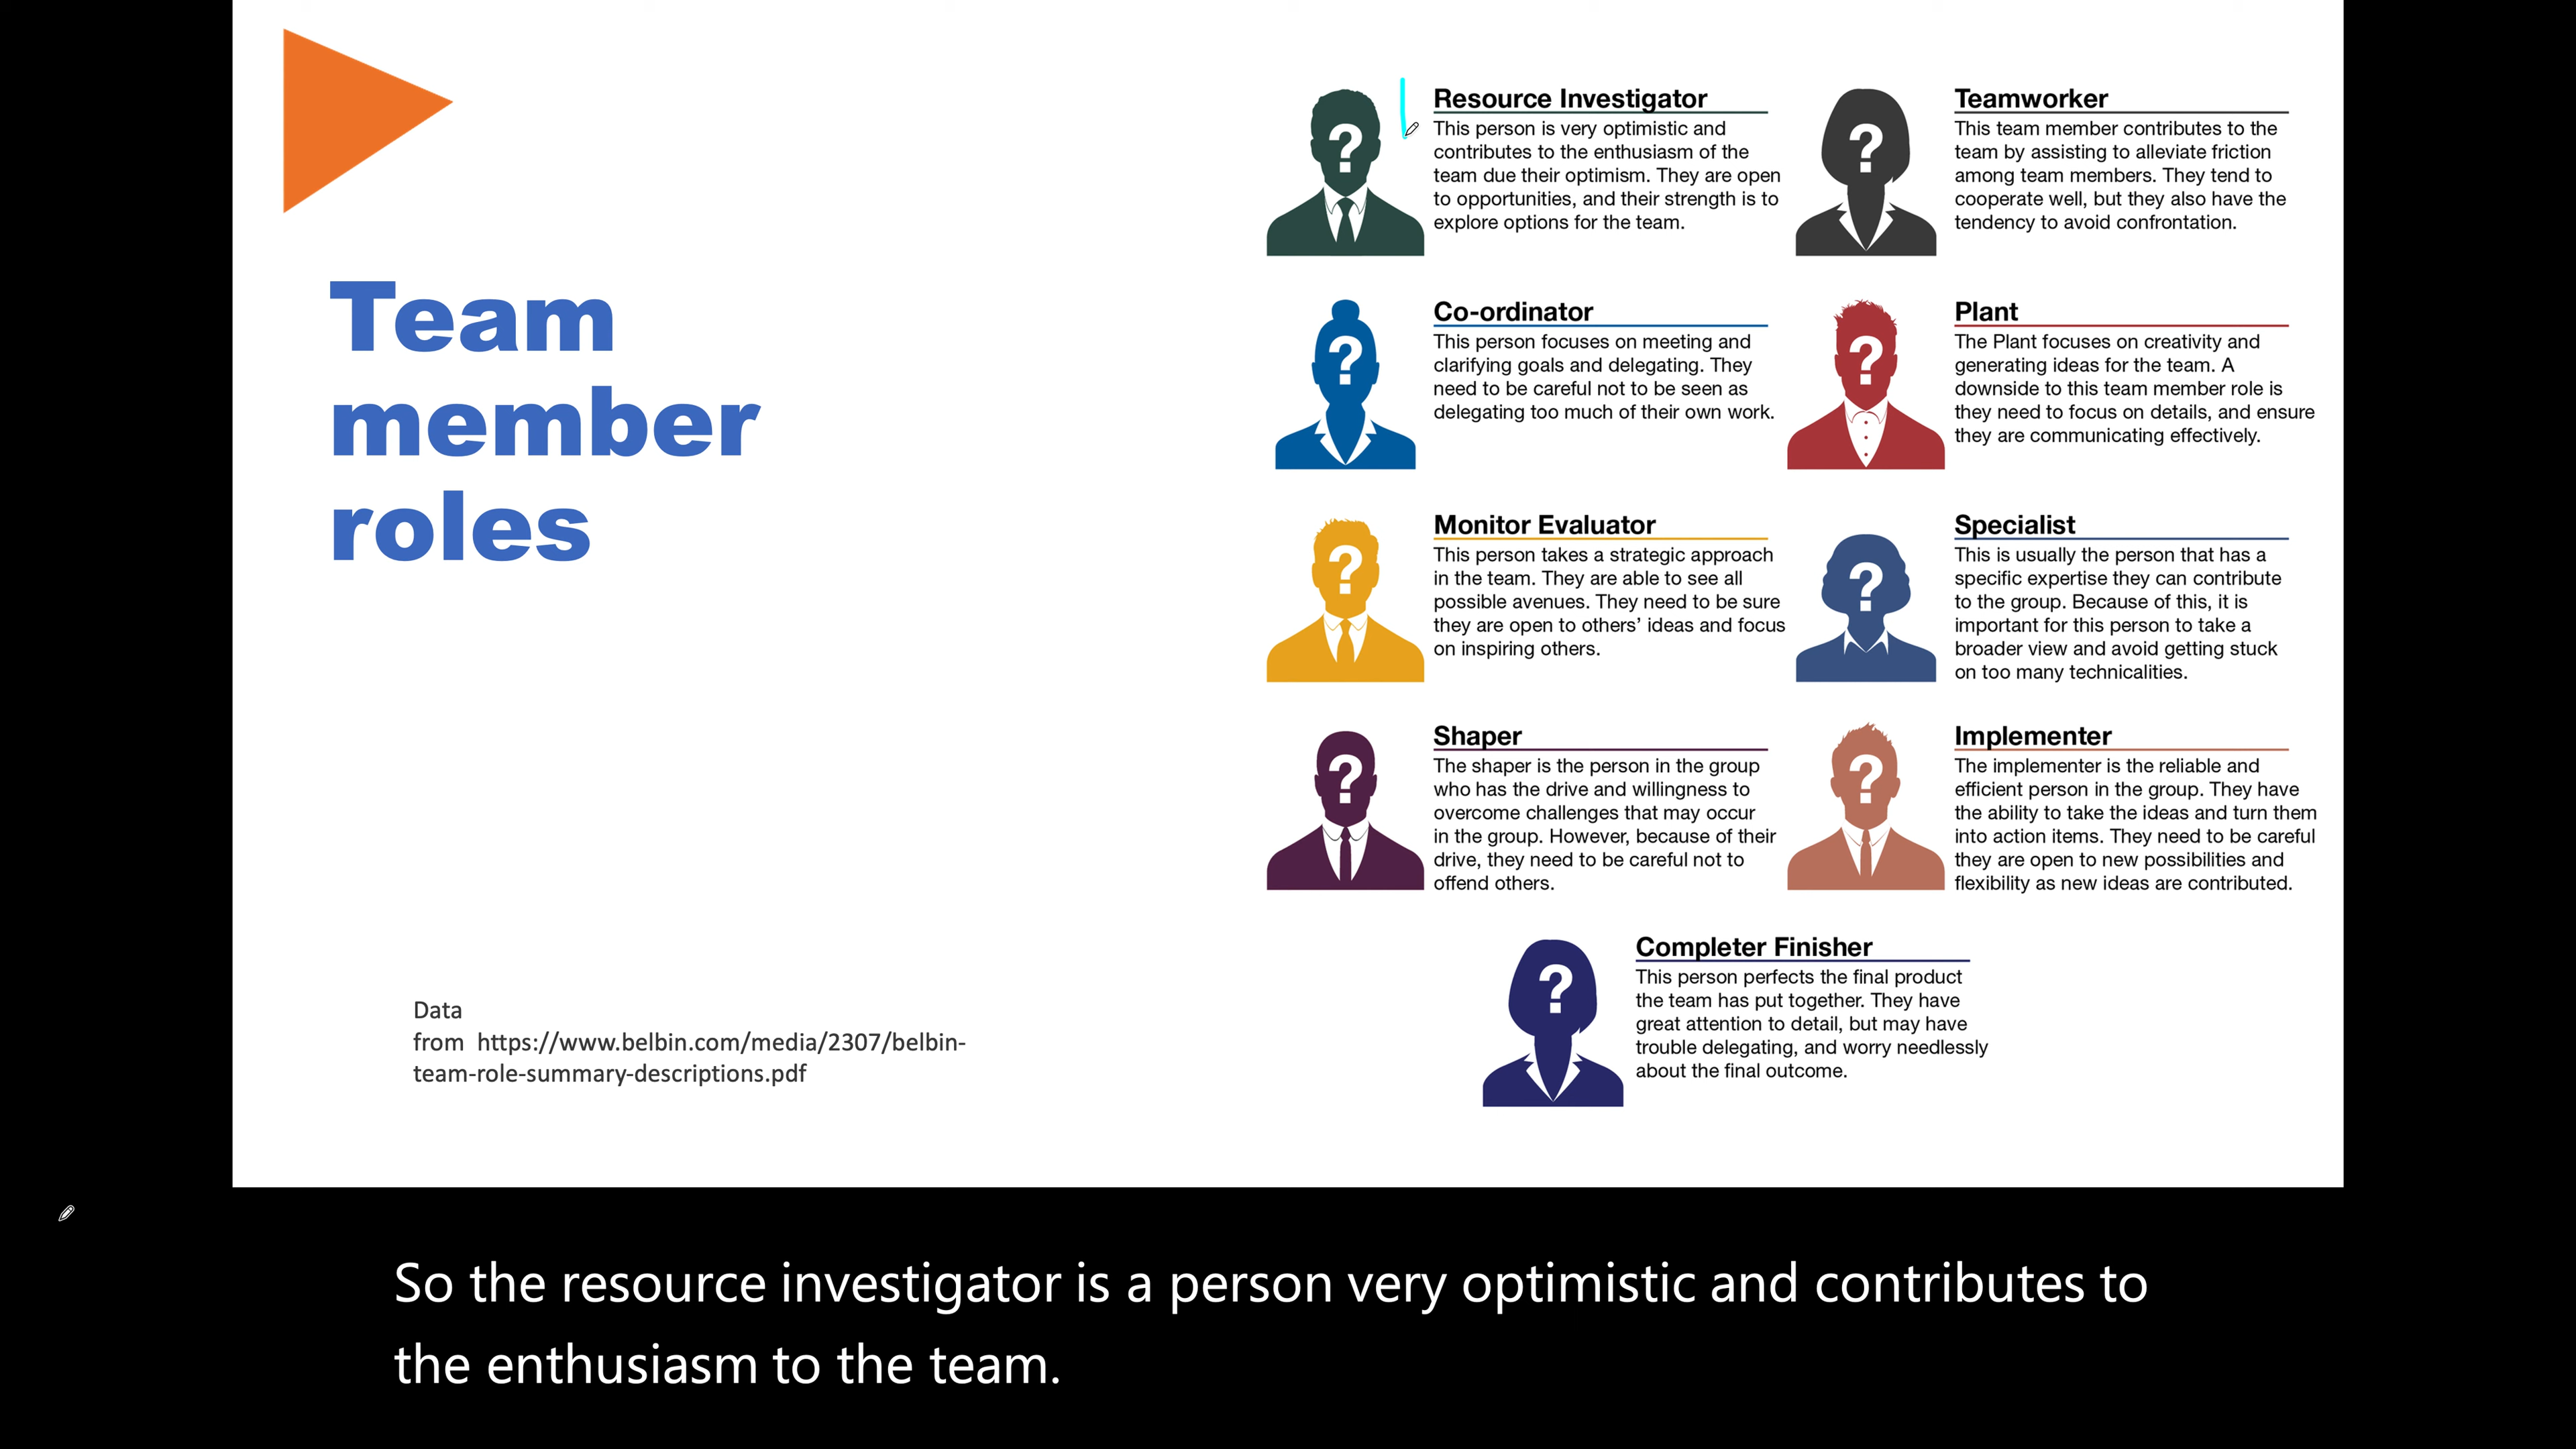 Team
member
roles
Data
from  https://www.belbin.com/media/2307/belbin-
team-role-summary-descriptions.pdf
?
Resource Investigator
This person is very optimistic and
contributes to the enthusiasm of the
team due their optimism. They are open
to opportunities, and their strength is to
explore options for the team.
?
Teamworker
This team member contributes to the
team by assisting to alleviate friction
among team members. They tend to
cooperate well, but they also have the
tendency to avoid confrontation.
?
Co-ordinator
This person focuses on meeting and
clarifying goals and delegating. They
need to be careful not to be seen as
delegating too much of their own work.
?
Plant
The Plant focuses on creativity and
generating ideas for the team. A
downside to this team member role is
they need to focus on details, and ensure
they are communicating effectively.
?
Monitor Evaluator
This person takes a strategic approach
in the team. They are able to see all
possible avenues. They need to be sure
they are open to others’ ideas and focus
on inspiring others.
?
Specialist
This is usually the person that has a
specific expertise they can contribute
to the group. Because of this, it is
important for this person to take a
broader view and avoid getting stuck
on too many technicalities.
?
Shaper
The shaper is the person in the group
who has the drive and willingness to
overcome challenges that may occur
in the group. However, because of their
drive, they need to be careful not to
offend others.
?
Implementer
The implementer is the reliable and
efficient person in the group. They have
the ability to take the ideas and turn them
into action items. They need to be careful
they are open to new possibilities and
flexibility as new ideas are contributed.
?
Completer Finisher
This person perfects the final product
the team has put together. They have
great attention to detail, but may have
trouble delegating, and worry needlessly
about the final outcome.
So the resource investigator is a person very optimistic and contributes to
the enthusiasm to the team.